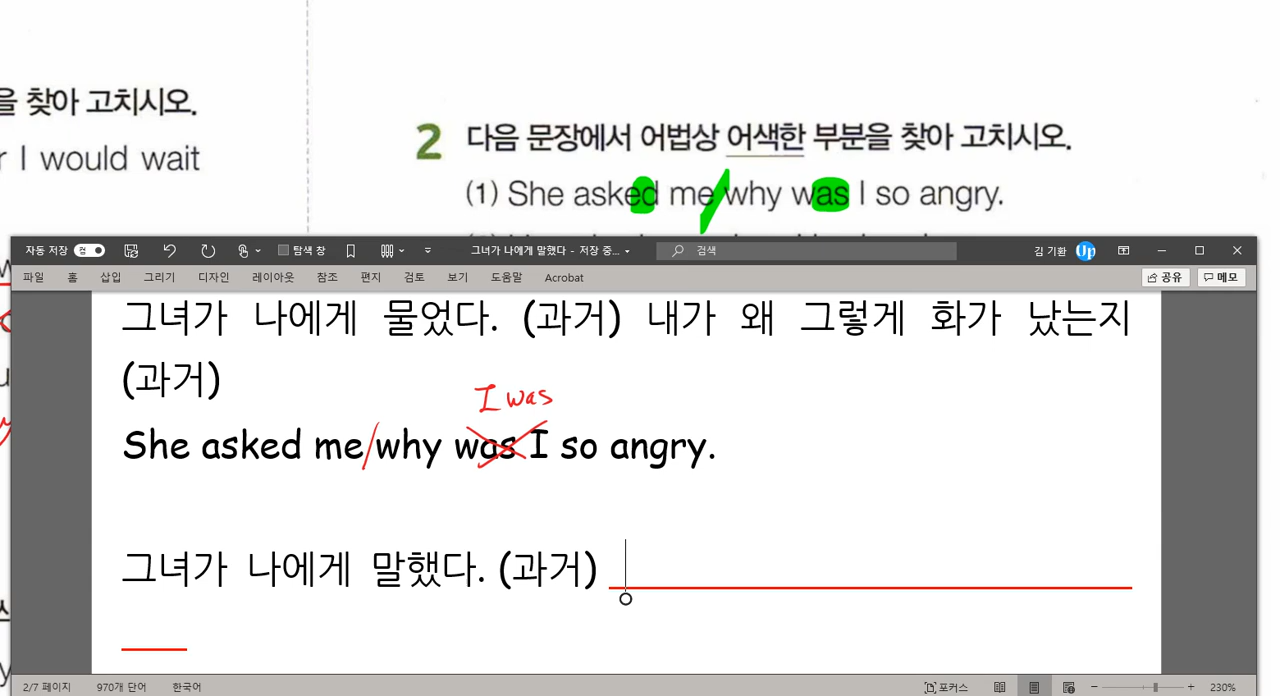 을 찾아 고치시오.
r I would wait
2 다음 문장에서 어법상 어색한 부분을 찾아 고치시오.
(1) She asked me why was I so angry.
자동 저장 컴 탐색 창 그녀가 나에게 말했다 - 저장 중... 검색 김 기환 Up
파일 홈 삽입 그리기 디자인 레이아웃 참조 편지 검토 보기 도움말 Acrobat 공유 메모
그녀가 나에게 물었다. (과거) 내가 왜 그렇게 화가 났는지
(과거)
I was
She asked me/why was I so angry.
그녀가 나에게 말했다. (과거)
2/7 페이지 970개 단어 한국어 포커스 230%